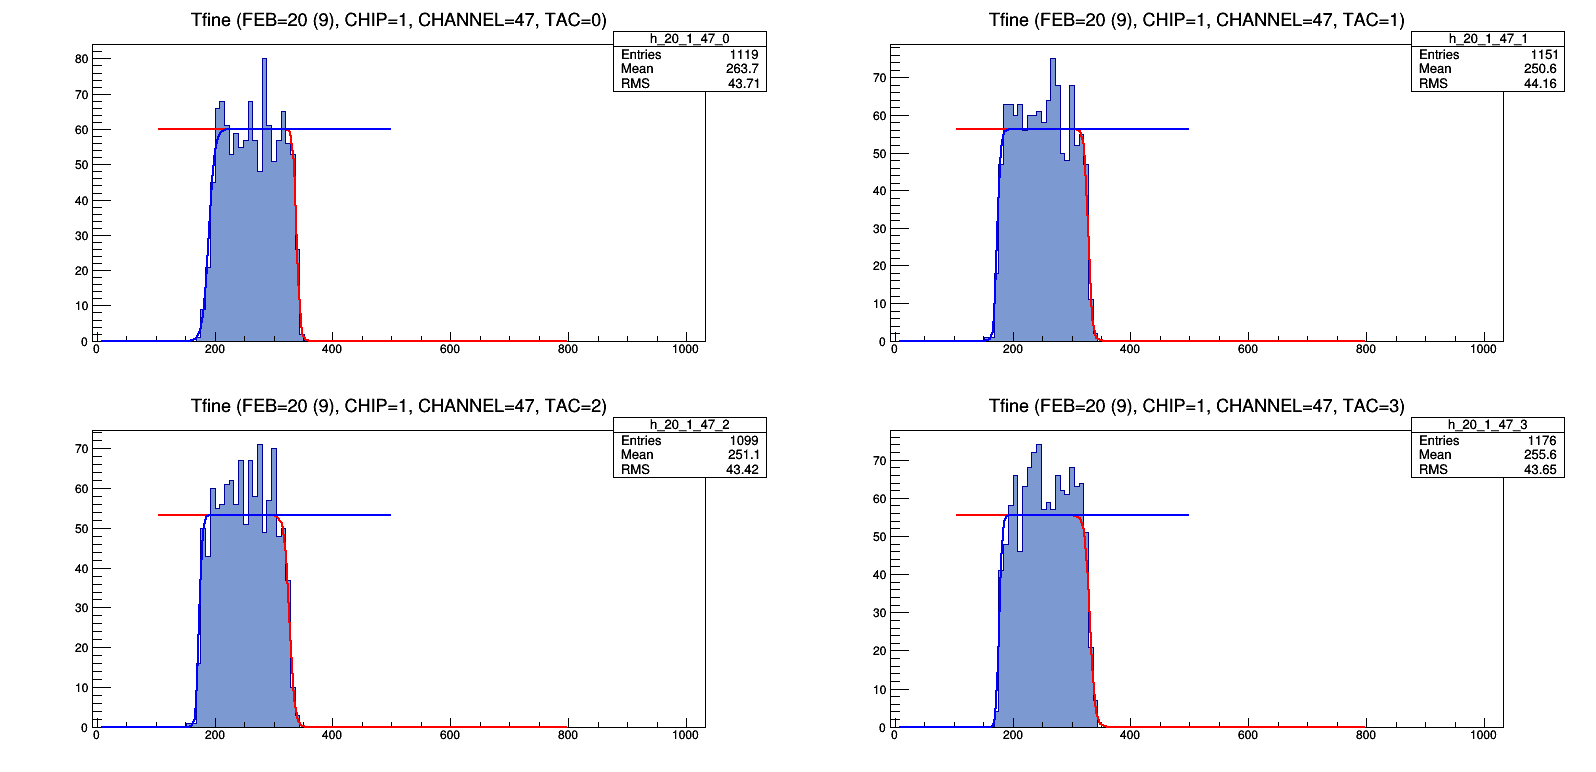 Tfine (FEB=20 (9), CHIP=1, CHANNEL=47, TAC=0)
h_20_1_47_0
Entries 1119
Mean 263.7
RMS 43.71
80
70
60
50
40
30
20
10
0
0 200 400 600 800 1000
Tfine (FEB=20 (9), CHIP=1, CHANNEL=47, TAC=1)
h_20_1_47_1
Entries 1151
Mean 250.6
RMS 44.16
70
60
50
40
30
20
10
0
0 200 400 600 800 1000
Tfine (FEB=20 (9), CHIP=1, CHANNEL=47, TAC=2)
h_20_1_47_2
Entries 1099
Mean 251.1
RMS 43.42
70
60
50
40
30
20
10
0
0 200 400 600 800 1000
Tfine (FEB=20 (9), CHIP=1, CHANNEL=47, TAC=3)
h_20_1_47_3
Entries 1176
Mean 255.6
RMS 43.65
70
60
50
40
30
20
10
0
0 200 400 600 800 1000